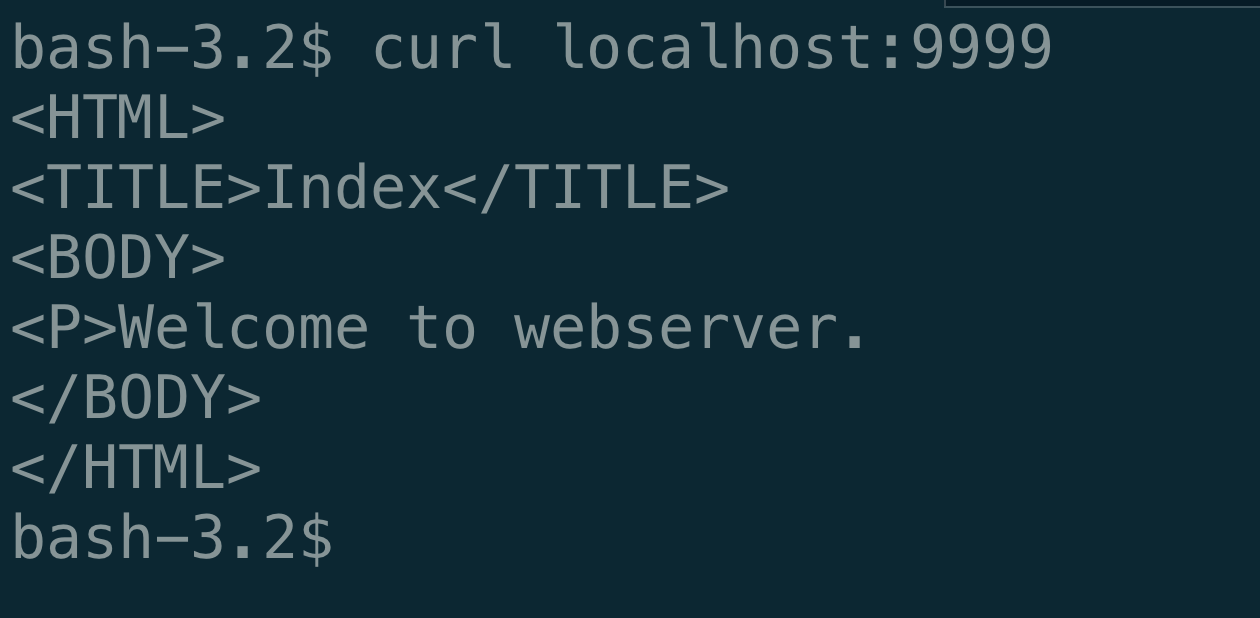 bash-3.2$ curl localhost:9999
<HTML>
<TITLE>Index</TITLE>
<BODY>
<P>Welcome to webserver.
</BODY>
</HTML>
bash-3.2$